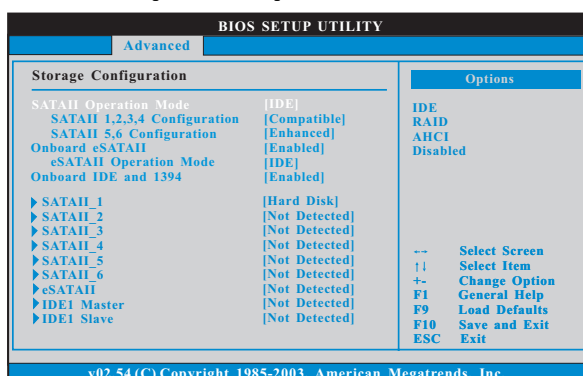 BIOS SETUP UTILITY
Advanced
Storage Configuration
SATAII Operation Mode [IDE]
SATAII 1,2,3,4 Configuration [Compatible]
SATAII 5,6 Configuration [Enhanced]
Onboard eSATAII [Enabled]
eSATAII Operation Mode [IDE]
Onboard IDE and 1394 [Enabled]
SATAII_1 [Hard Disk]
SATAII_2 [Not Detected]
SATAII_3 [Not Detected]
SATAII_4 [Not Detected]
SATAII_5 [Not Detected]
SATAII_6 [Not Detected]
eSATAII [Not Detected]
IDE1 Master [Not Detected]
IDE1 Slave [Not Detected]
Options
IDE
RAID
AHCI
Disabled
←→ Select Screen
↑↓ Select Item
+- Change Option
F1 General Help
F9 Load Defaults
F10 Save and Exit
ESC Exit
v02.54 (C) Copyright 1985-2003, American Megatrends, Inc.